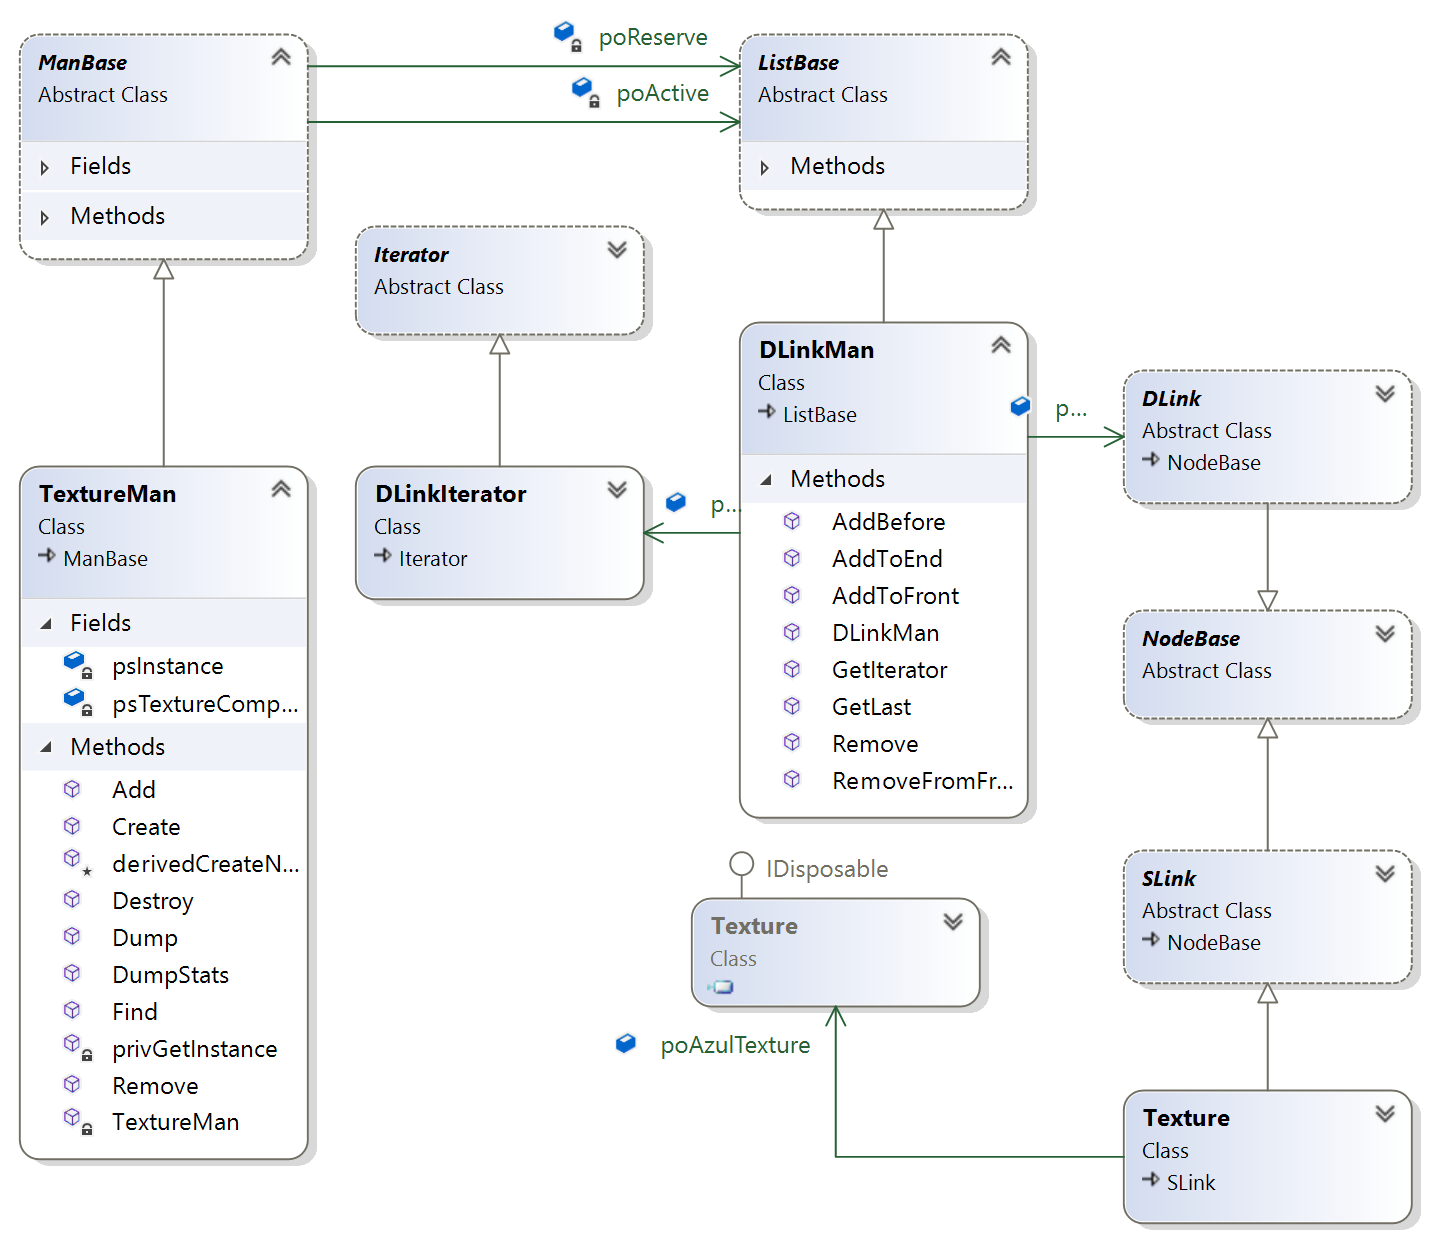 poReserve
poActive
ManBase
Abstract Class
Fields
Methods
ListBase
Abstract Class
Methods
Iterator
Abstract Class
DLinkMan
Class
ListBase
p...
p...
Methods
AddBefore
AddToEnd
AddToFront
DLinkMan
GetIterator
GetLast
Remove
RemoveFromFr...
DLink
Abstract Class
NodeBase
TextureMan
Class
ManBase
Fields
psInstance
psTextureComp...
Methods
Add
Create
derivedCreateN...
Destroy
Dump
DumpStats
Find
privGetInstance
Remove
TextureMan
DLinkIterator
Class
Iterator
NodeBase
Abstract Class
IDisposable
Texture
Class
poAzulTexture
SLink
Abstract Class
NodeBase
Texture
Class
SLink